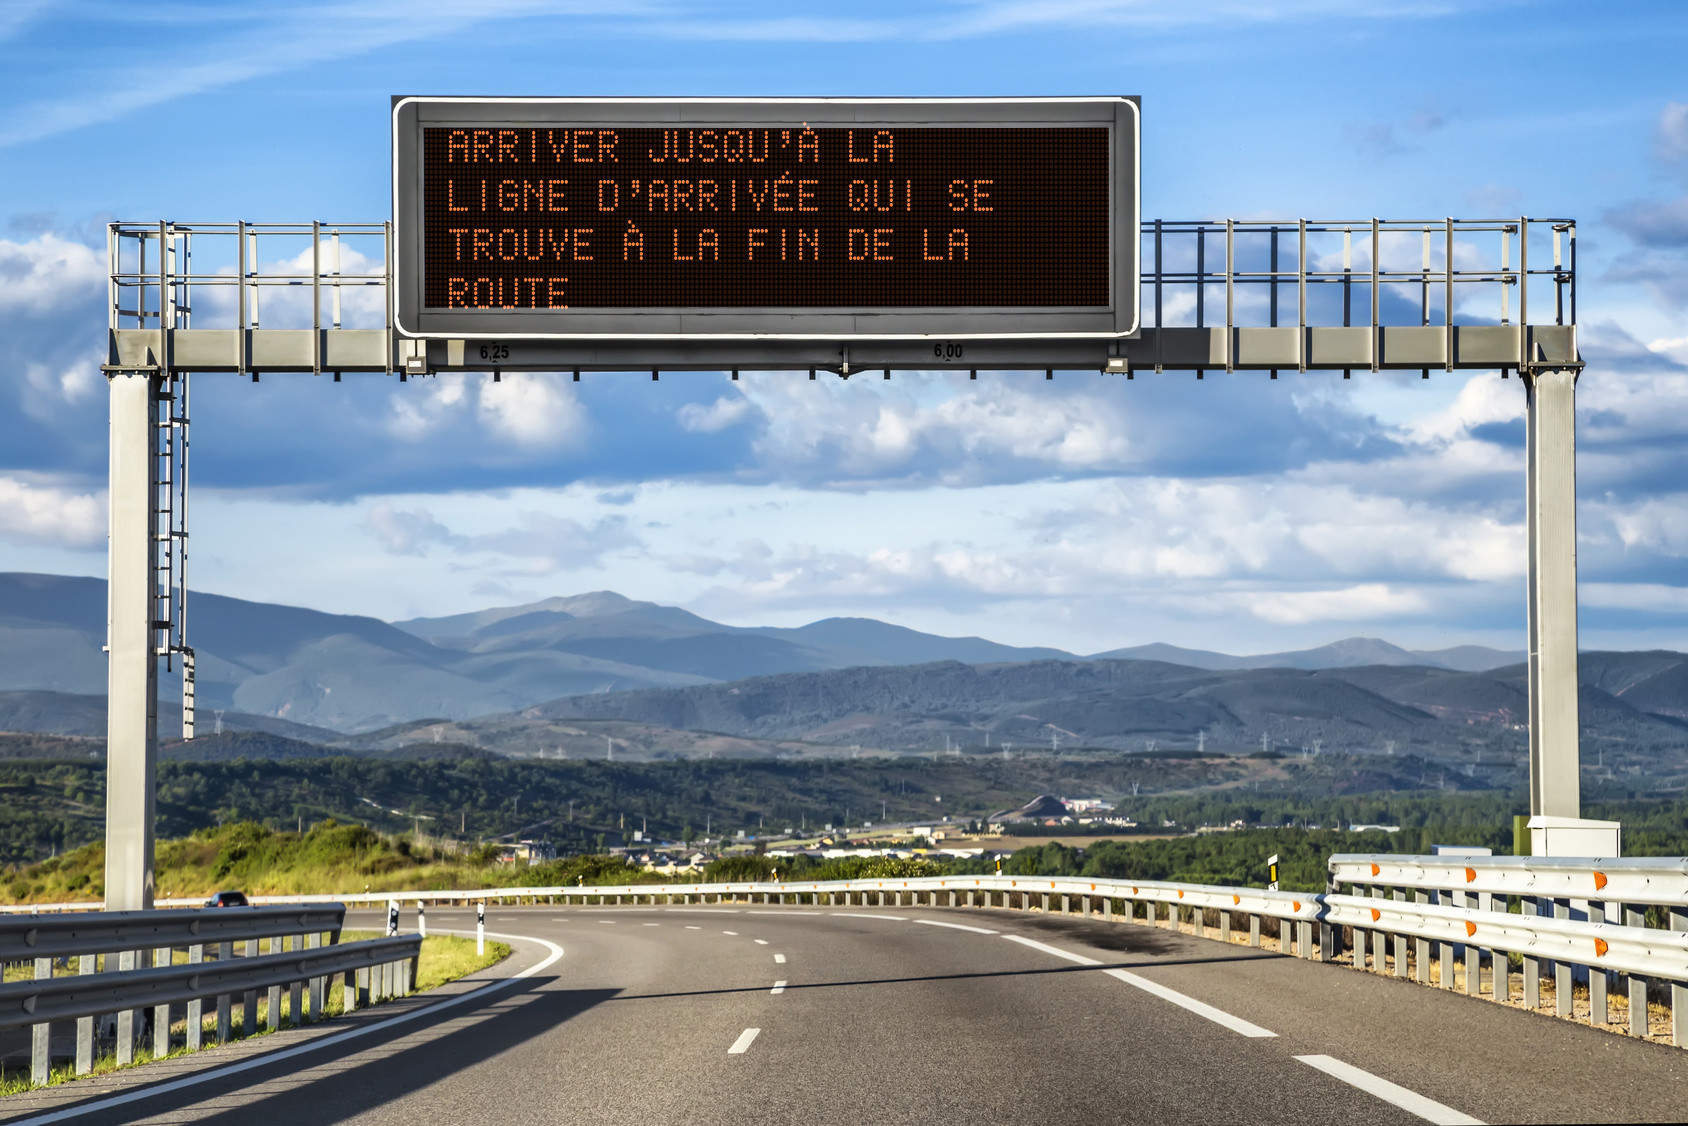 ARRIVER JUSQU'À LA
LIGNE D'ARRIVÉE QUI SE
TROUVE À LA FIN DE LA
ROUTE
6,25
6,00